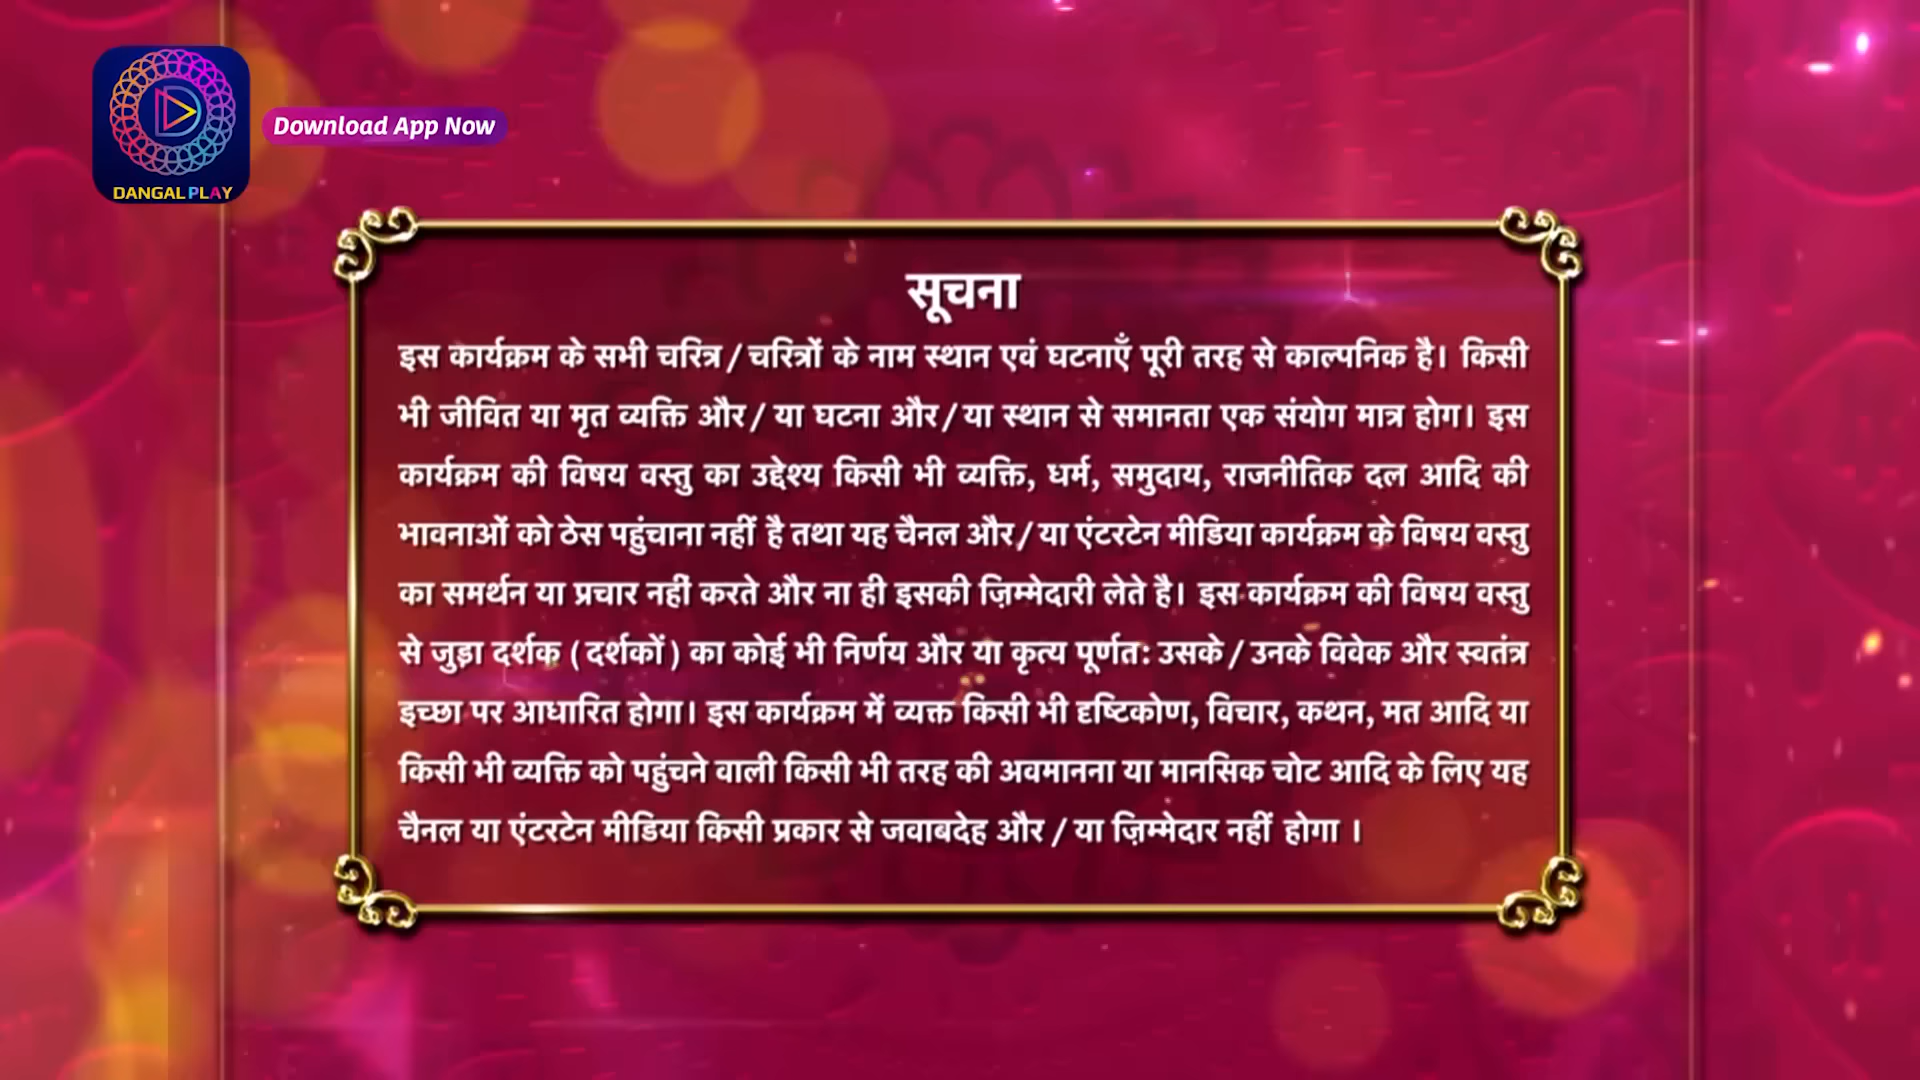 DANGAL PLAY
Download App Now
सूचना
इस कार्यक्रम के सभी चरित्र / चरित्रों के नाम स्थान एवं घटनाएँ पूरी तरह से काल्पनिक है। किसी
भी जीवित या मृत व्यक्ति और / या घटना और / या स्थान से समानता एक संयोग मात्र होग। इस
कार्यक्रम की विषय वस्तु का उद्देश्य किसी भी व्यक्ति, धर्म, समुदाय, राजनीतिक दल आदि की
भावनाओं को ठेस पहुंचाना नहीं है तथा यह चैनल और / या एंटरटेन मीडिया कार्यक्रम के विषय वस्तु
का समर्थन या प्रचार नहीं करते और ना ही इसकी ज़िम्मेदारी लेते है। इस कार्यक्रम की विषय वस्तु
से जुड़ा दर्शक ( दर्शकों ) का कोई भी निर्णय और या कृत्य पूर्णत: उसके / उनके विवेक और स्वतंत्र
इच्छा पर आधारित होगा। इस कार्यक्रम में व्यक्त किसी भी दृष्टिकोण, विचार, कथन, मत आदि या
किसी भी व्यक्ति को पहुंचने वाली किसी भी तरह की अवमानना या मानसिक चोट आदि के लिए यह
चैनल या एंटरटेन मीडिया किसी प्रकार से जवाबदेह और / या ज़िम्मेदार नहीं होगा ।